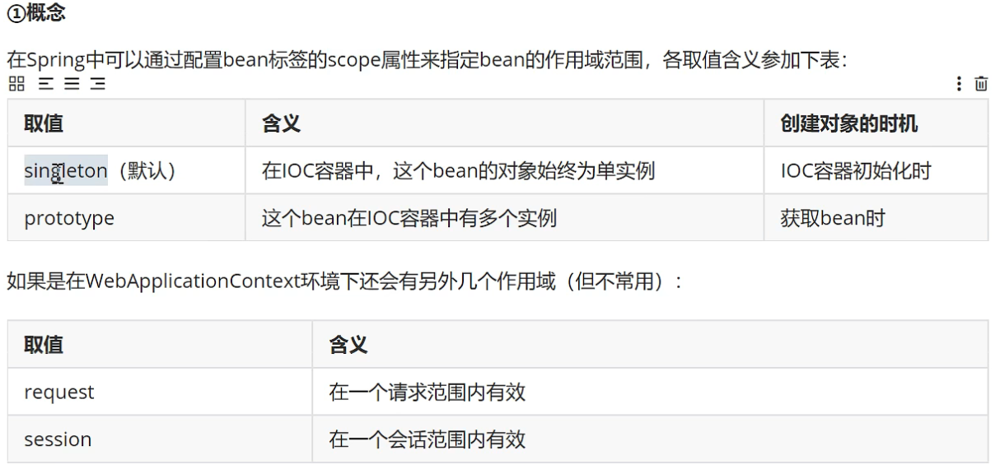 ①概念
在Spring中可以通过配置bean标签的scope属性来指定bean的作用域范围，各取值含义参加下表：
取值 含义 创建对象的时机
singleton（默认） 在IOC容器中，这个bean的对象始终为单实例 IOC容器初始化时
prototype 这个bean在IOC容器中有多个实例 获取bean时
如果是在WebApplicationContext环境下还会有另外几个作用域（但不常用）：
取值 含义
request 在一个请求范围内有效
session 在一个会话范围内有效